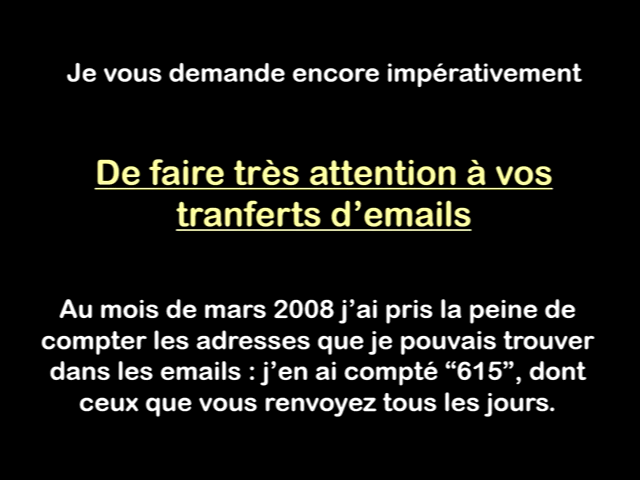 Je vous demande encore impérativement
De faire très attention à vos
tranferts d’emails
Au mois de mars 2008 j’ai pris la peine de
compter les adresses que je pouvais trouver
dans les emails : j’en ai compté “615”, dont
ceux que vous renvoyez tous les jours.